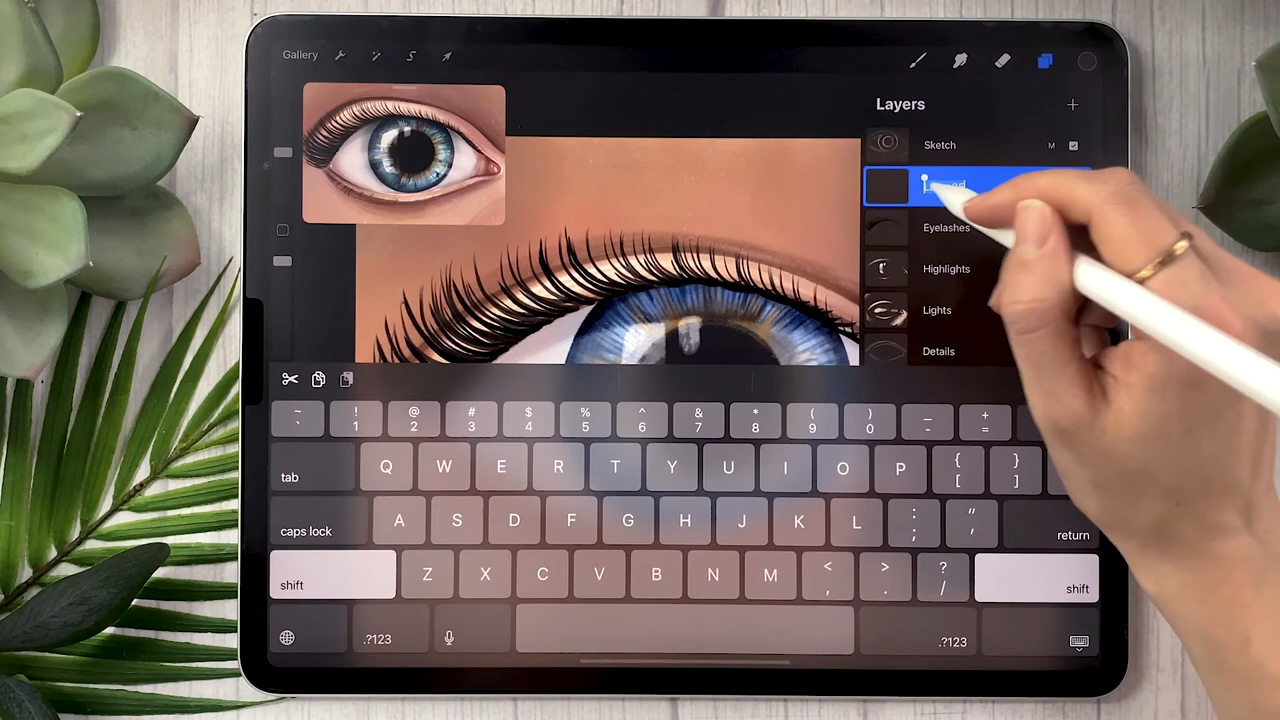 Gallery
Layers
Sketch M
Eyelashes
Highlights
Lights
Details
~ ! @ # $ % ^ & * ( ) _ +
` 1 2 3 4 5 6 7 8 9 0 - =
tab Q W E R T Y U I O P { [ } ]
caps lock A S D F G H J K L : ; " ' return
shift Z X C V B N M < , > . ? / shift
.?123 .?123